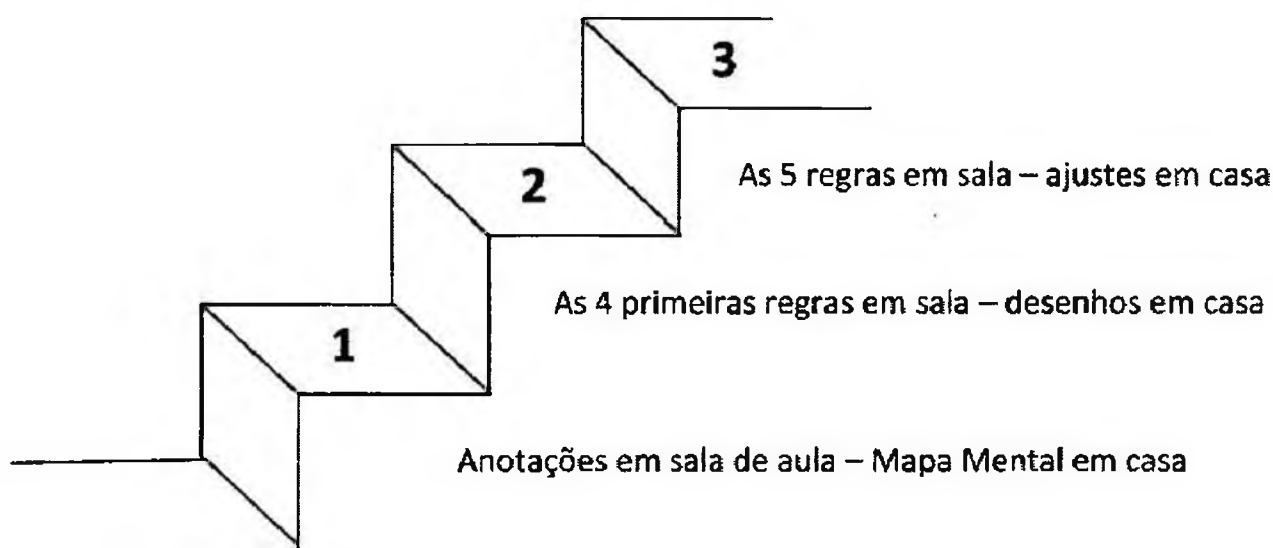 3
As 5 regras em sala – ajustes em casa
2
As 4 primeiras regras em sala – desenhos em casa
1
Anotações em sala de aula – Mapa Mental em casa